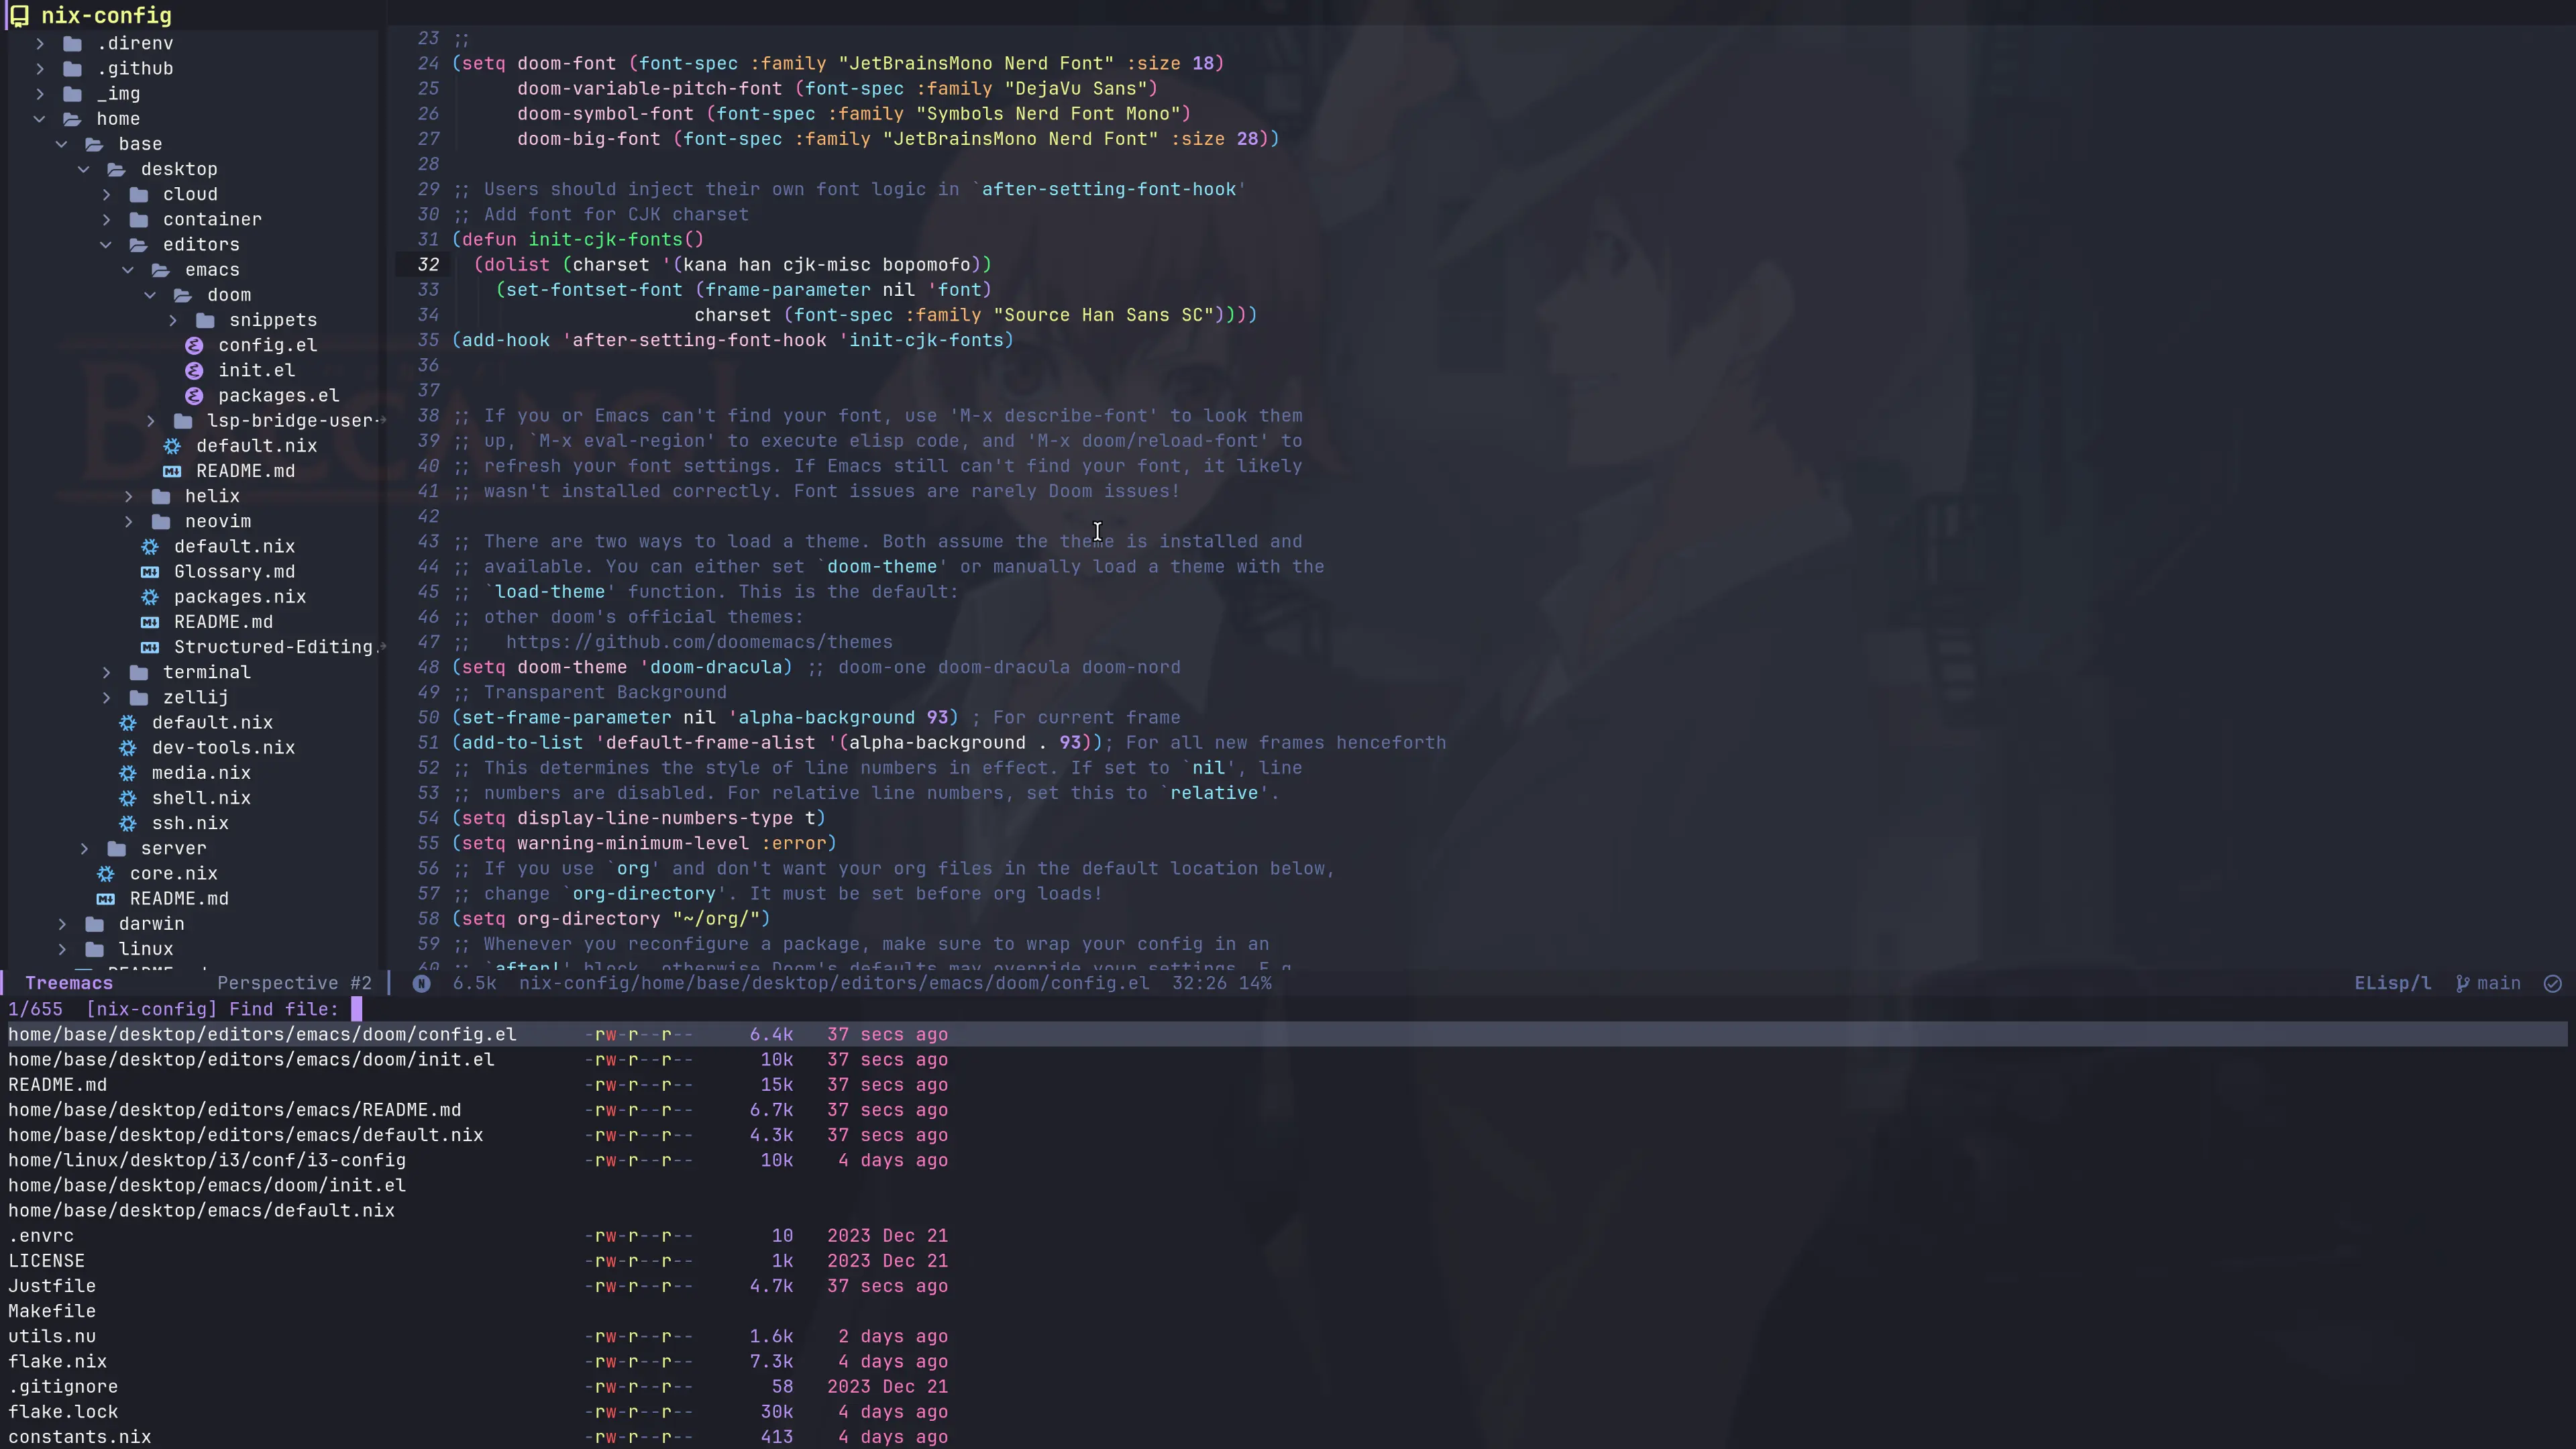 nix-config
.direnv
.github
_img
home
base
desktop
cloud
container
editors
emacs
doom
snippets
config.el
init.el
packages.el
lsp-bridge-user-
default.nix
README.md
helix
neovim
default.nix
Glossary.md
packages.nix
README.md
Structured-Editing.
terminal
zellij
default.nix
dev-tools.nix
media.nix
shell.nix
ssh.nix
server
core.nix
README.md
darwin
linux
23 ;;
24 (setq doom-font (font-spec :family "JetBrainsMono Nerd Font" :size 18)
25 doom-variable-pitch-font (font-spec :family "DejaVu Sans")
26 doom-symbol-font (font-spec :family "Symbols Nerd Font Mono")
27 doom-big-font (font-spec :family "JetBrainsMono Nerd Font" :size 28))
28
29 ;; Users should inject their own font logic in `after-setting-font-hook'
30 ;; Add font for CJK charset
31 (defun init-cjk-fonts()
32 (dolist (charset '(kana han cjk-misc bopomofo))
33 (set-fontset-font (frame-parameter nil 'font)
34 charset (font-spec :family "Source Han Sans SC"))))
35 (add-hook 'after-setting-font-hook 'init-cjk-fonts)
36
37
38 ;; If you or Emacs can't find your font, use 'M-x describe-font' to look them
39 ;; up, `M-x eval-region' to execute elisp code, and 'M-x doom/reload-font' to
40 ;; refresh your font settings. If Emacs still can't find your font, it likely
41 ;; wasn't installed correctly. Font issues are rarely Doom issues!
42
43 ;; There are two ways to load a theme. Both assume the theme is installed and
44 ;; available. You can either set `doom-theme' or manually load a theme with the
45 ;; `load-theme' function. This is the default:
46 ;; other doom's official themes:
47 ;; https://github.com/doomemacs/themes
48 (setq doom-theme 'doom-dracula) ;; doom-one doom-dracula doom-nord
49 ;; Transparent Background
50 (set-frame-parameter nil 'alpha-background 93) ; For current frame
51 (add-to-list 'default-frame-alist '(alpha-background . 93)); For all new frames henceforth
52 ;; This determines the style of line numbers in effect. If set to `nil', line
53 ;; numbers are disabled. For relative line numbers, set this to `relative'.
54 (setq display-line-numbers-type t)
55 (setq warning-minimum-level :error)
56 ;; If you use `org' and don't want your org files in the default location below,
57 ;; change `org-directory'. It must be set before org loads!
58 (setq org-directory "~/org/")
59 ;; Whenever you reconfigure a package, make sure to wrap your config in an
60 ;; `after!' block, otherwise Doom's defaults may override your settings. E.g.
Treemacs Perspective #2 N 6.5k nix-config/home/base/desktop/editors/emacs/doom/config.el 32:26 14% ELisp/l main
1/655 [nix-config] Find file:
home/base/desktop/editors/emacs/doom/config.el -rw-r--r-- 6.4k 37 secs ago
home/base/desktop/editors/emacs/doom/init.el -rw-r--r-- 10k 37 secs ago
README.md -rw-r--r-- 15k 37 secs ago
home/base/desktop/editors/emacs/README.md -rw-r--r-- 6.7k 37 secs ago
home/base/desktop/editors/emacs/default.nix -rw-r--r-- 4.3k 37 secs ago
home/linux/desktop/i3/conf/i3-config -rw-r--r-- 10k 4 days ago
home/base/desktop/emacs/doom/init.el
home/base/desktop/emacs/default.nix
.envrc -rw-r--r-- 10 2023 Dec 21
LICENSE -rw-r--r-- 1k 2023 Dec 21
Justfile -rw-r--r-- 4.7k 37 secs ago
Makefile
utils.nu -rw-r--r-- 1.6k 2 days ago
flake.nix -rw-r--r-- 7.3k 4 days ago
.gitignore -rw-r--r-- 58 2023 Dec 21
flake.lock -rw-r--r-- 30k 4 days ago
constants.nix -rw-r--r-- 413 4 days ago